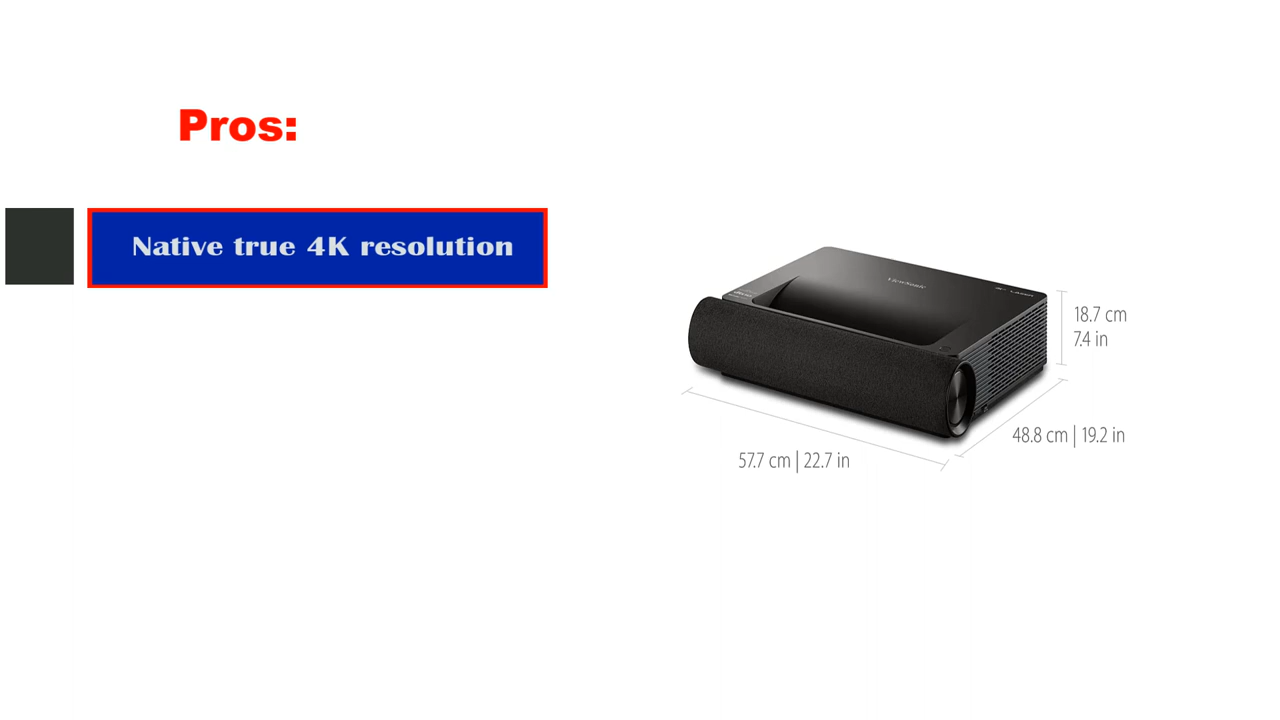 Pros:
Native true 4K resolution
ViewSonic
18.7 cm
7.4 in
48.8 cm | 19.2 in
57.7 cm | 22.7 in